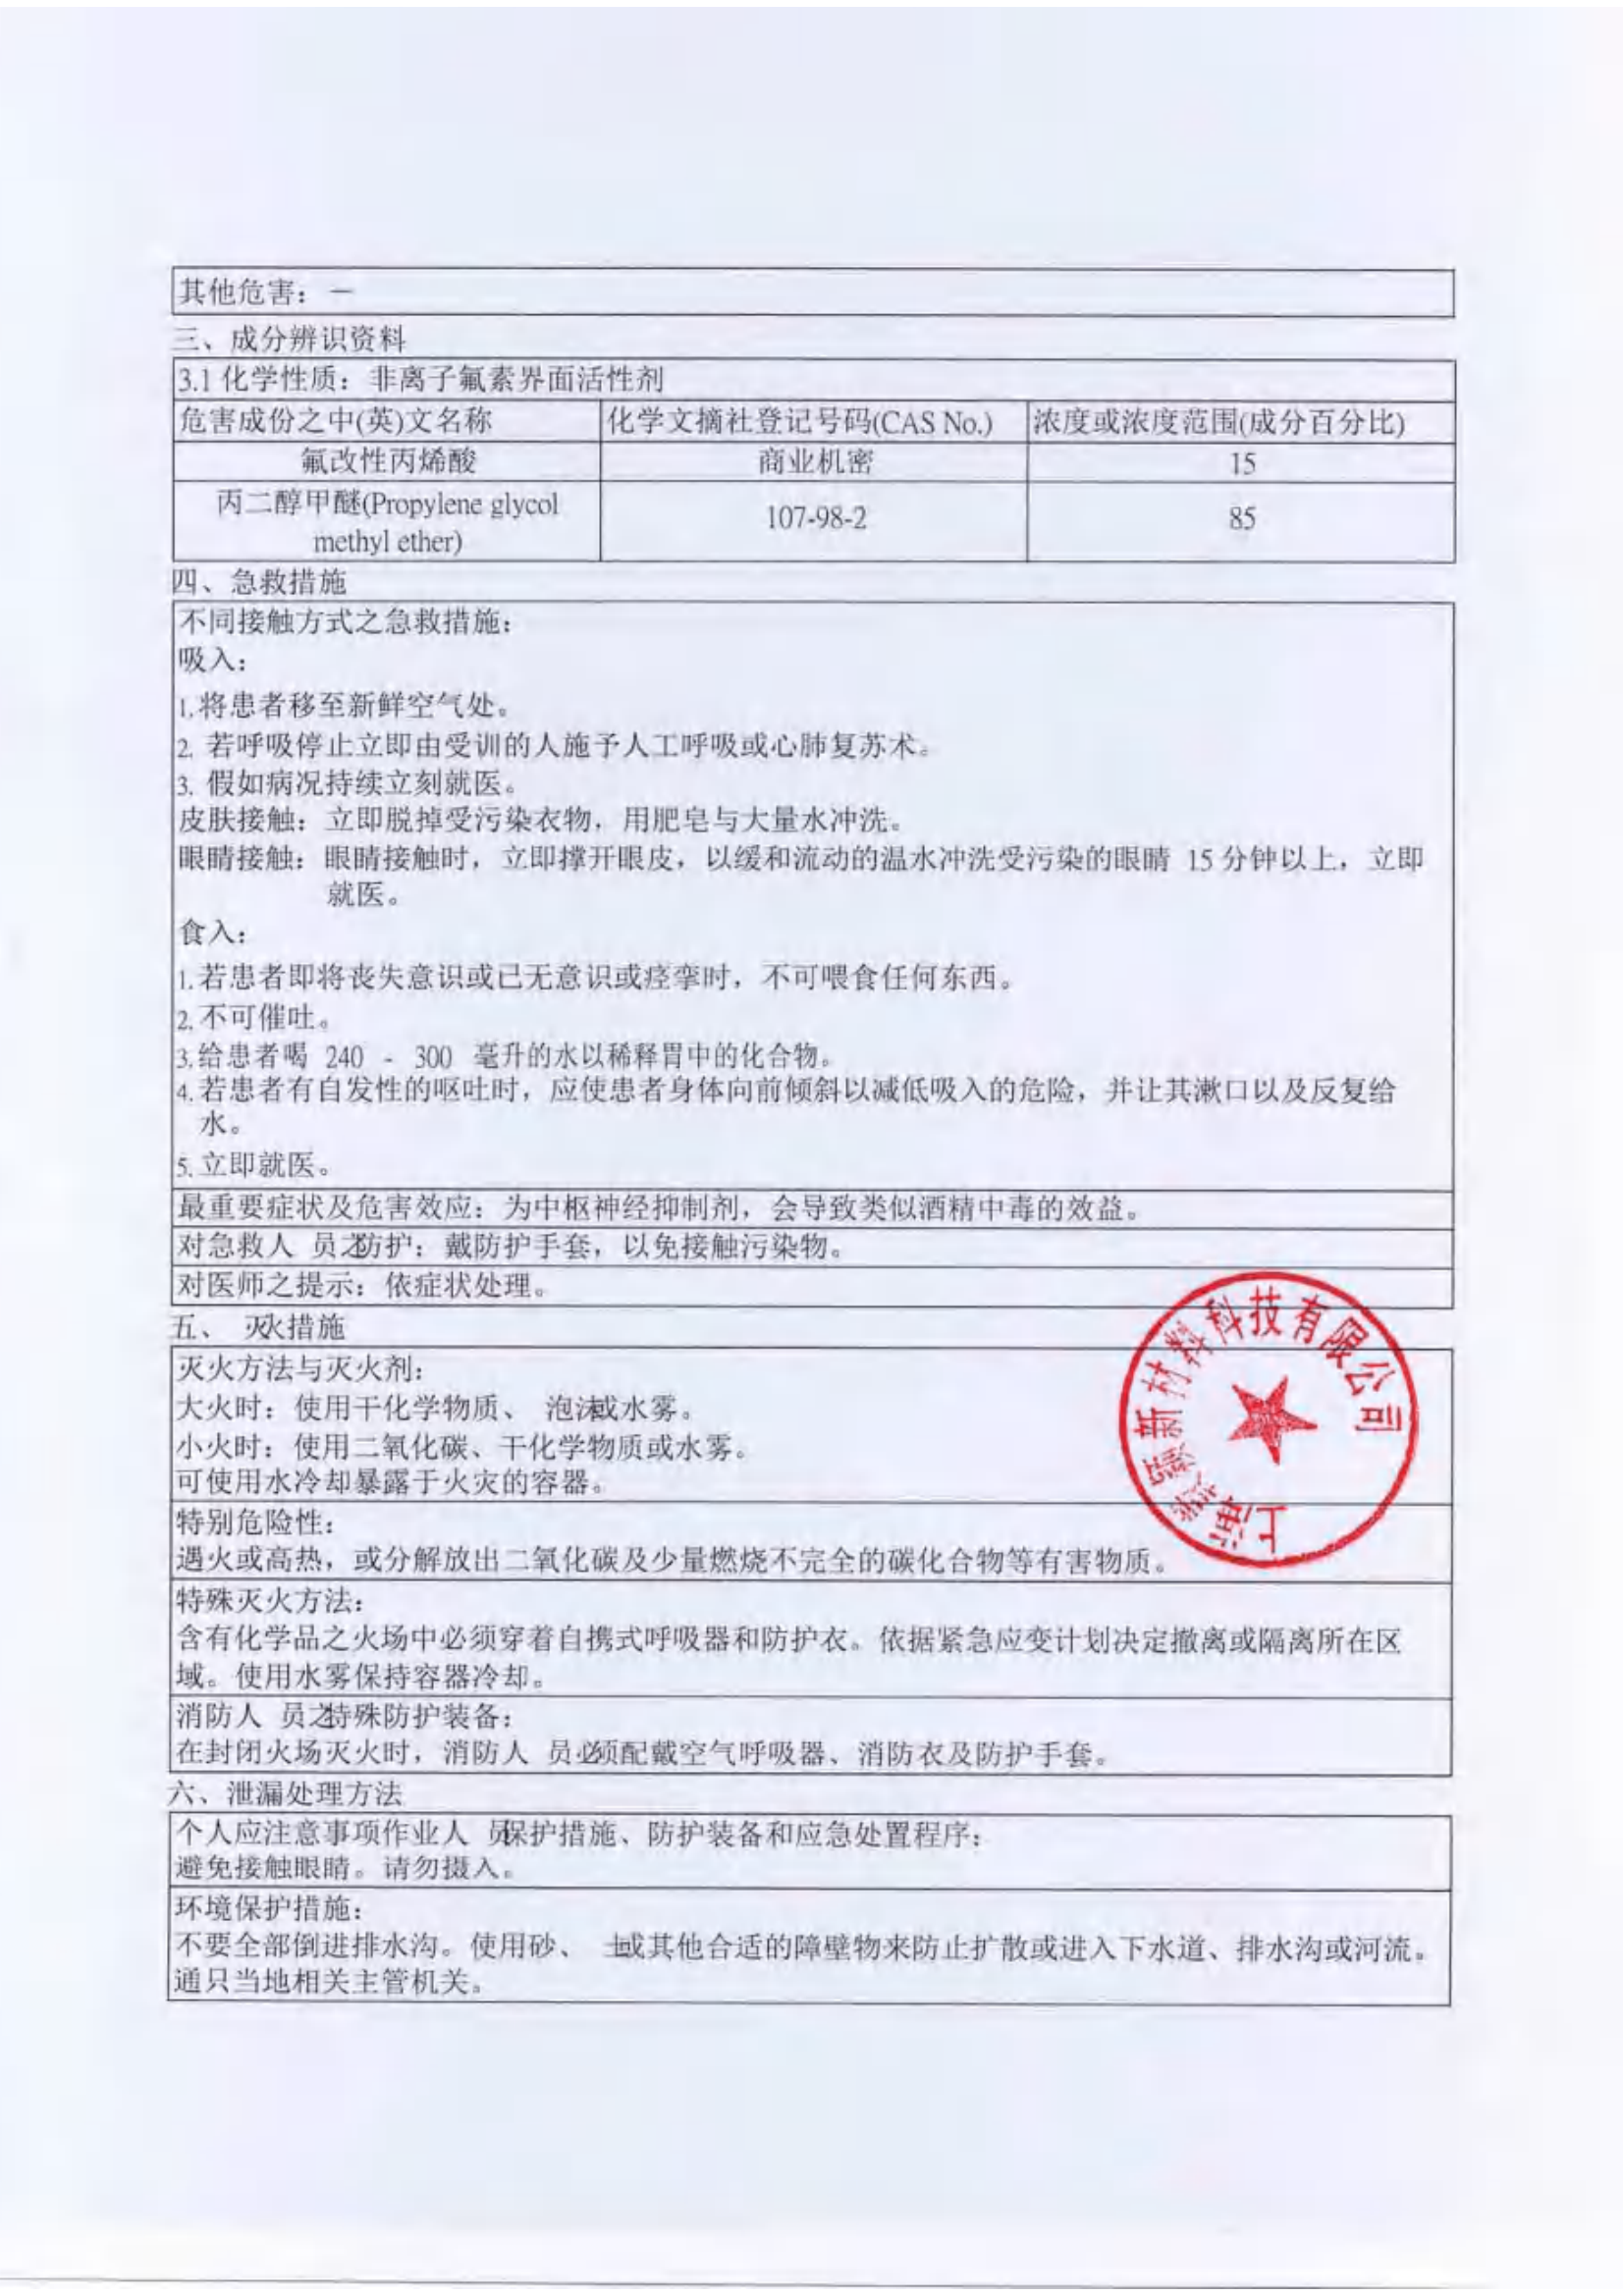 其他危害：—
三、成分辨识资料
3.1 化学性质：非离子氟素界面活性剂
危害成份之中(英)文名称 化学文摘社登记号码(CAS No.) 浓度或浓度范围(成分百分比)
氟改性丙烯酸 商业机密 15
丙二醇甲醚(Propylene glycol
methyl ether) 107-98-2 85
四、急救措施
不同接触方式之急救措施：
吸入：
1.将患者移至新鲜空气处。
2. 若呼吸停止立即由受训的人施予人工呼吸或心肺复苏术。
3. 假如病况持续立刻就医。
皮肤接触：立即脱掉受污染衣物，用肥皂与大量水冲洗。
眼睛接触：眼睛接触时，立即撑开眼皮，以缓和流动的温水冲洗受污染的眼睛 15 分钟以上，立即
就医。
食入：
1.若患者即将丧失意识或已无意识或痉挛时，不可喂食任何东西。
2.不可催吐。
3.给患者喝 240 - 300 毫升的水以稀释胃中的化合物。
4.若患者有自发性的呕吐时，应使患者身体向前倾斜以减低吸入的危险，并让其漱口以及反复给
水。
5.立即就医。
最重要症状及危害效应：为中枢神经抑制剂，会导致类似酒精中毒的效益。
对急救人 员之防护：戴防护手套，以免接触污染物。
对医师之提示：依症状处理。
五、 灭火措施
灭火方法与灭火剂：
大火时：使用干化学物质、 泡沫或水雾。
小火时：使用二氧化碳、干化学物质或水雾。
可使用水冷却暴露于火灾的容器。
特别危险性：
遇火或高热，或分解放出二氧化碳及少量燃烧不完全的碳化合物等有害物质。
特殊灭火方法：
含有化学品之火场中必须穿着自携式呼吸器和防护衣。依据紧急应变计划决定撤离或隔离所在区
域。使用水雾保持容器冷却。
消防人 员之特殊防护装备：
在封闭火场灭火时，消防人 员必须配戴空气呼吸器、消防衣及防护手套。
六、泄漏处理方法
个人应注意事项作业人 员保护措施、防护装备和应急处置程序：
避免接触眼睛。请勿摄入。
环境保护措施：
不要全部倒进排水沟。使用砂、 土或其他合适的障壁物来防止扩散或进入下水道、排水沟或河流。
通只当地相关主管机关。
上海
新材料科技有限公司